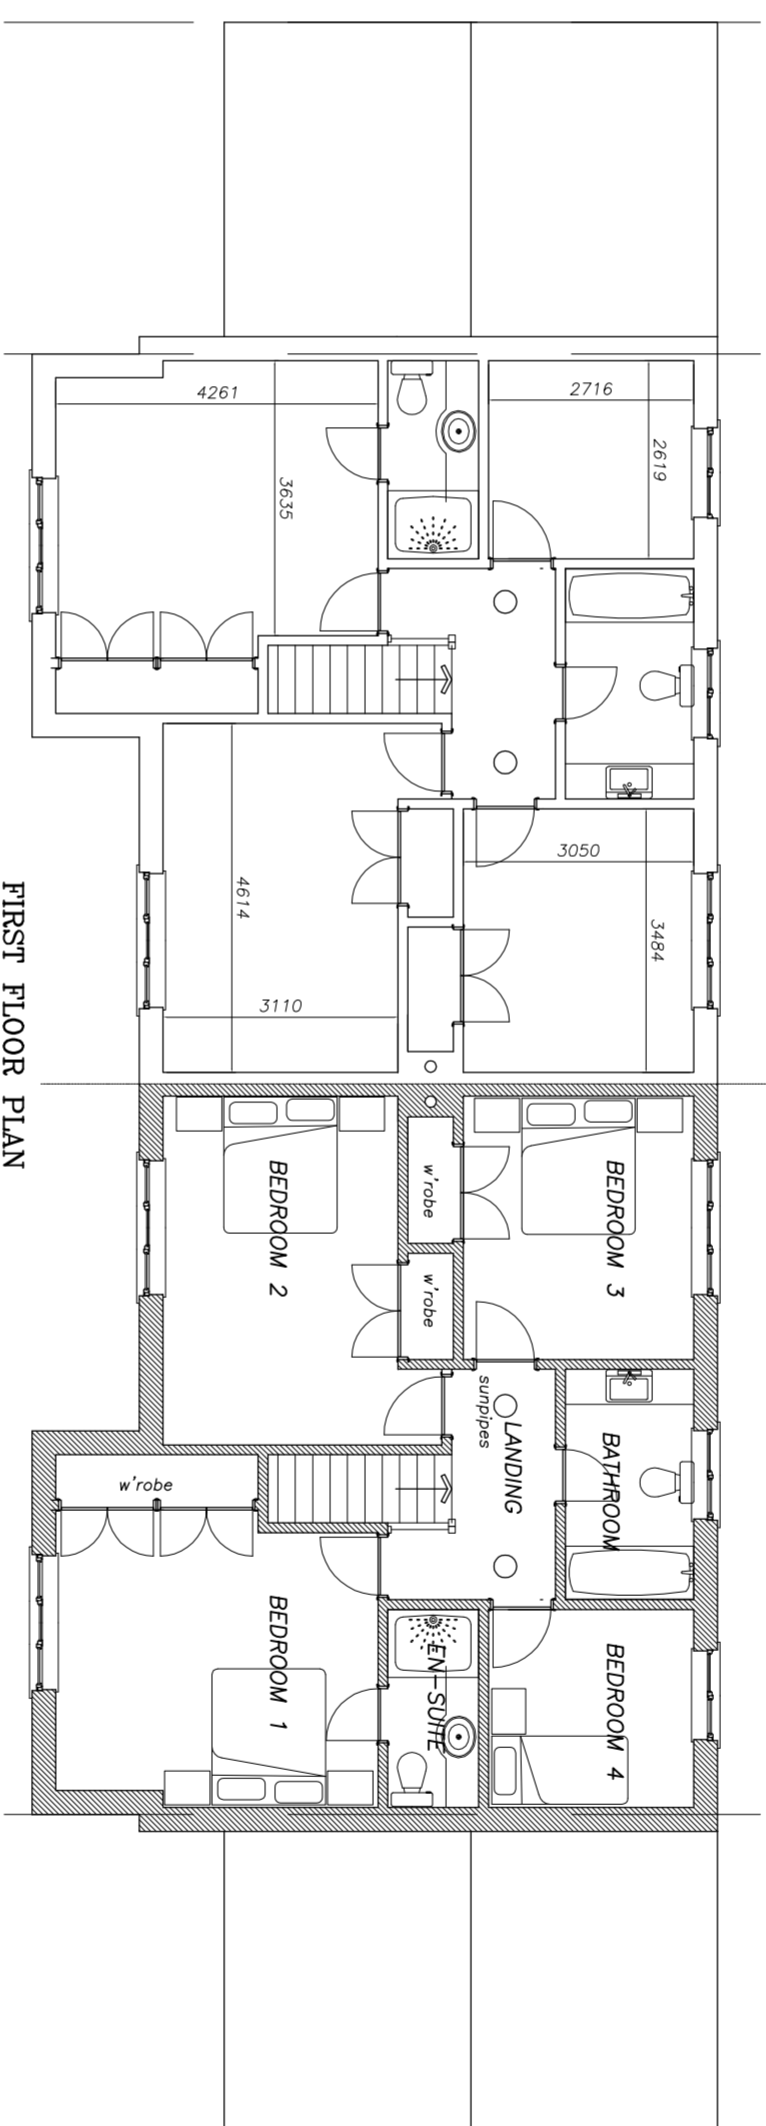 4261
3635
2716
2619
4614
3110
3050
3484
BEDROOM 2
BEDROOM 3
w'robe
w'robe
sunpipes
LANDING
BATHROOM
w'robe
BEDROOM 1
EN-SUITE
BEDROOM 4
FIRST FLOOR PLAN